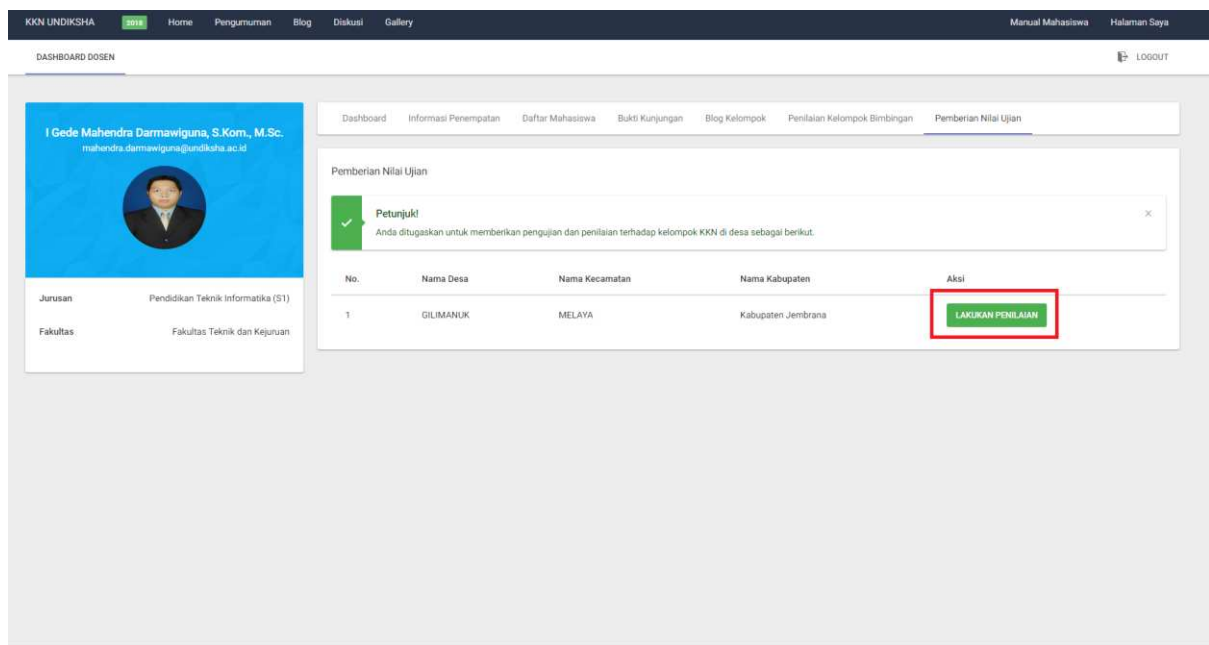 KKN UNDIKSHA 2018 Home Pengumuman Blog Diskusi Gallery Manual Mahasiswa Halaman Saya
DASHBOARD DOSEN LOGOUT
I Gede Mahendra Darmawiguna, S.Kom., M.Sc.
mahendra.darmawiguna@undiksha.ac.id
Jurusan Pendidikan Teknik Informatika (S1)
Fakultas Fakultas Teknik dan Kejuruan
Dashboard Informasi Penempatan Daftar Mahasiswa Bukti Kunjungan Blog Kelompok Penilaian Kelompok Bimbingan Pemberian Nilai Ujian
Pemberian Nilai Ujian
Petunjuk!
Anda ditugaskan untuk memberikan pengujian dan penilaian terhadap kelompok KKN di desa sebagai berikut.
No. Nama Desa Nama Kecamatan Nama Kabupaten Aksi
1 GILIMANUK MELAYA Kabupaten Jembrana LAKUKAN PENILAIAN